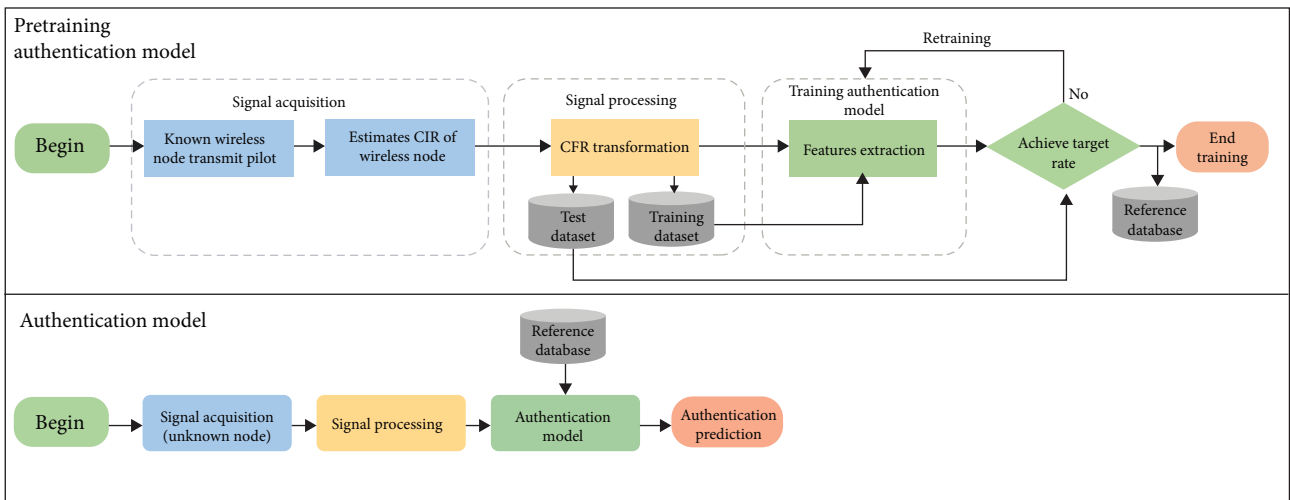 Pretraining
authentication model
Retraining
No
Signal acquisition
Signal processing
Training authentication
model
Begin
Known wireless
node transmit pilot
Estimates CIR of
wireless node
CFR transformation
Features extraction
Achieve target
rate
End
training
Test
dataset
Training
dataset
Reference
database
Authentication model
Reference
database
Begin
Signal acquisition
(unknown node)
Signal processing
Authentication
model
Authentication
prediction